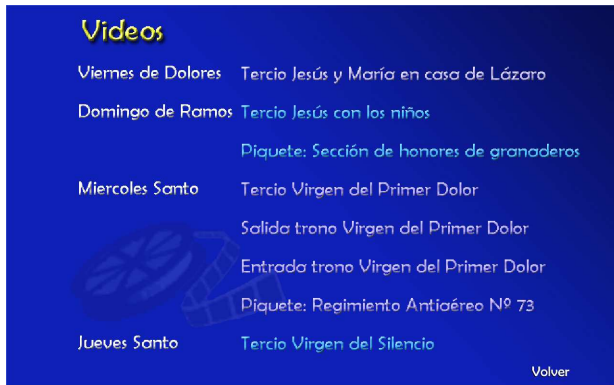 Videos
Viernes de Dolores Tercio Jesús y María en casa de Lázaro
Domingo de Ramos Tercio Jesús con los niños
Piquete: Sección de honores de granaderos
Miercoles Santo Tercio Virgen del Primer Dolor
Salida trono Virgen del Primer Dolor
Entrada trono Virgen del Primer Dolor
Piquete: Regimiento Antiaéreo Nº 73
Jueves Santo Tercio Virgen del Silencio
Volver